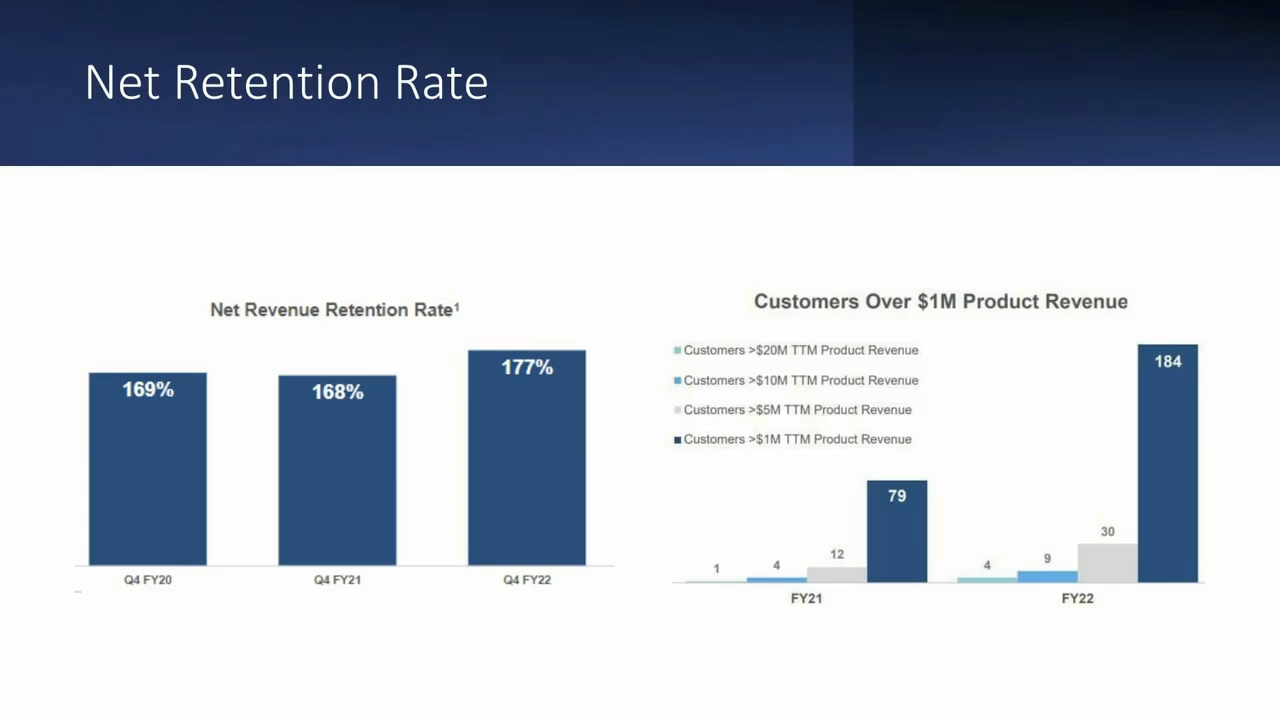 Net Retention Rate
Net Revenue Retention Rate¹
169%
168%
177%
Q4 FY20
Q4 FY21
Q4 FY22
Customers Over $1M Product Revenue
Customers >$20M TTM Product Revenue
Customers >$10M TTM Product Revenue
Customers >$5M TTM Product Revenue
Customers >$1M TTM Product Revenue
1
4
12
79
4
9
30
184
FY21
FY22